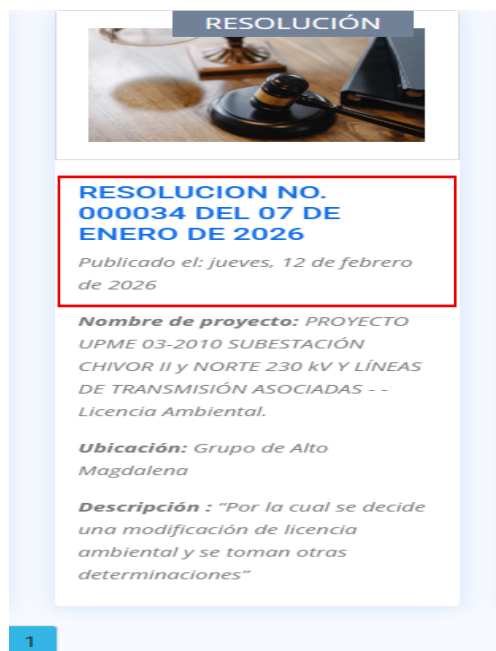 RESOLUCIÓN
RESOLUCION NO.
000034 DEL 07 DE
ENERO DE 2026
Publicado el: jueves, 12 de febrero
de 2026
Nombre de proyecto: PROYECTO
UPME 03-2010 SUBESTACIÓN
CHIVOR II y NORTE 230 kV Y LÍNEAS
DE TRANSMISIÓN ASOCIADAS - -
Licencia Ambiental.
Ubicación: Grupo de Alto
Magdalena
Descripción : “Por la cual se decide
una modificación de licencia
ambiental y se toman otras
determinaciones”
1